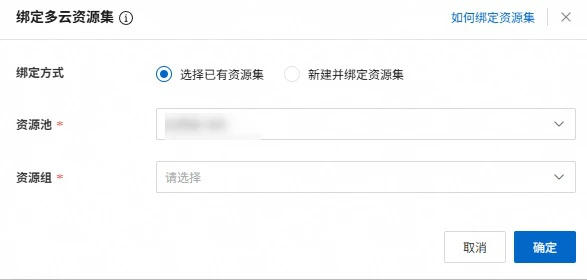 绑定多云资源集 如何绑定资源集
绑定方式 选择已有资源集 新建并绑定资源集
资源池 *
资源组 * 请选择
取消 确定